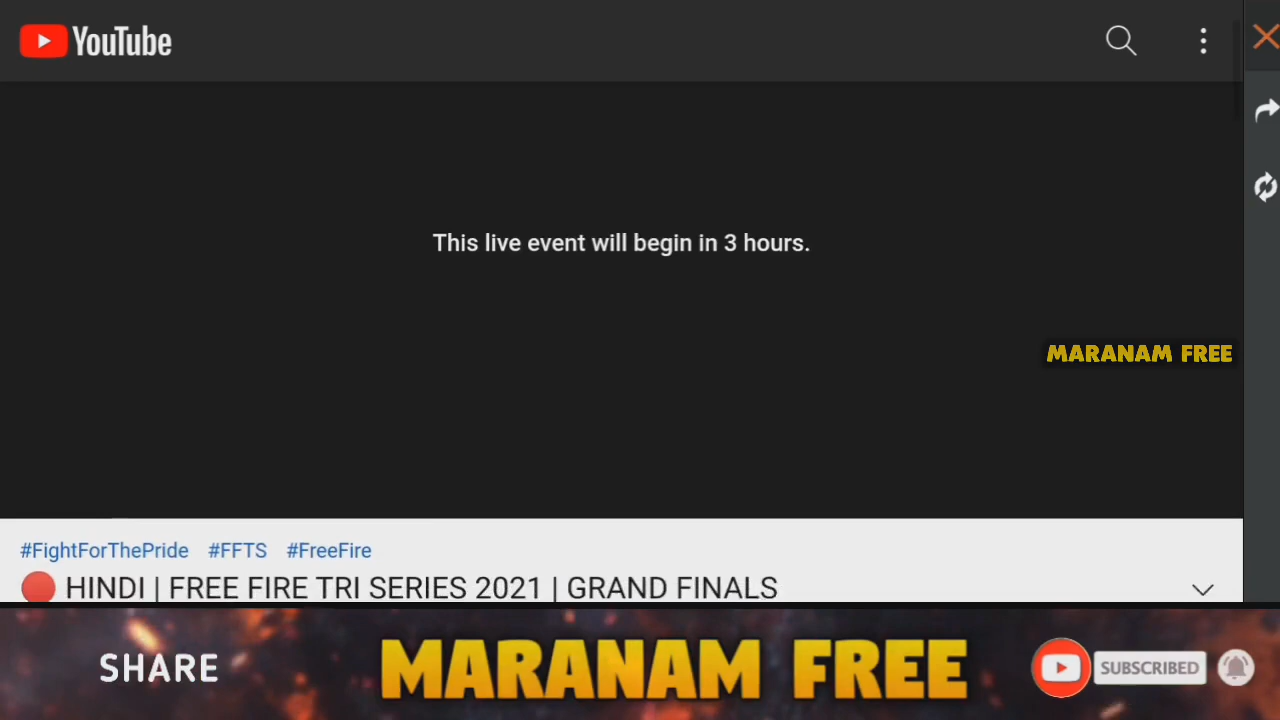 YouTube
This live event will begin in 3 hours.
MARANAM FREE
#FightForThePride #FFTS #FreeFire
HINDI | FREE FIRE TRI SERIES 2021 | GRAND FINALS
SHARE
MARANAM FREE
SUBSCRIBED